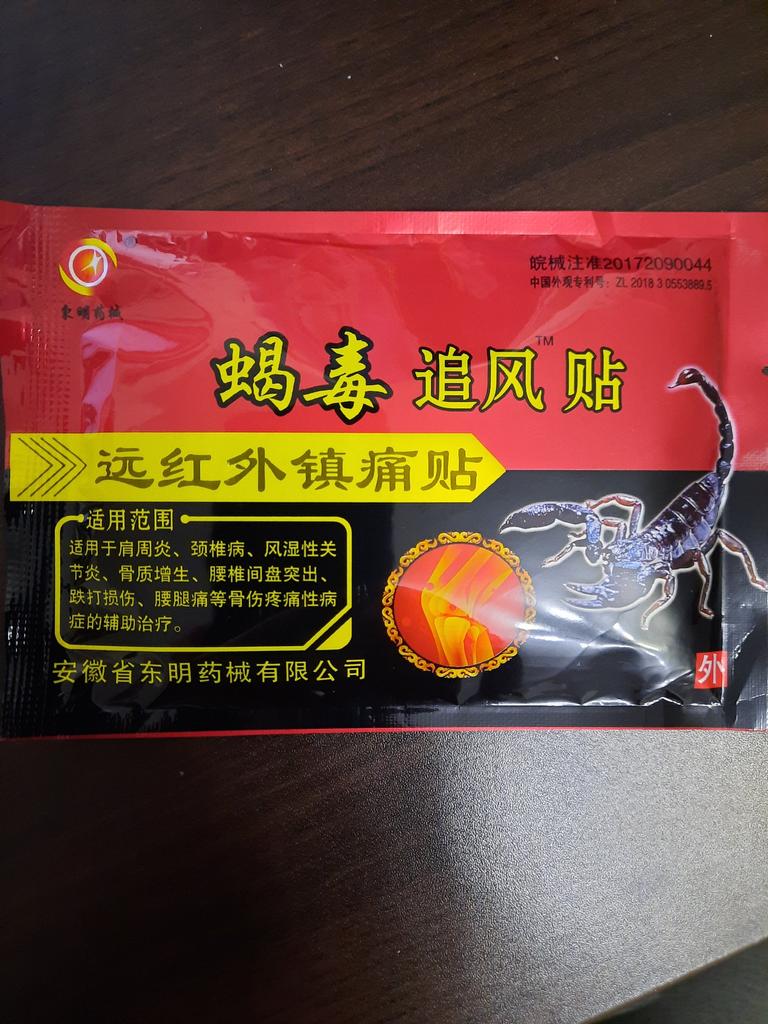 东明药械
皖械注准20172090044
中国外观专利号：ZL 2018 3 0553889.5
蝎毒 追风贴
TM
远红外镇痛贴
适用范围
适用于肩周炎、颈椎病、风湿性关
节炎、骨质增生、腰椎间盘突出、
跌打损伤、腰腿痛等骨伤疼痛性病
症的辅助治疗。
安徽省东明药械有限公司
外